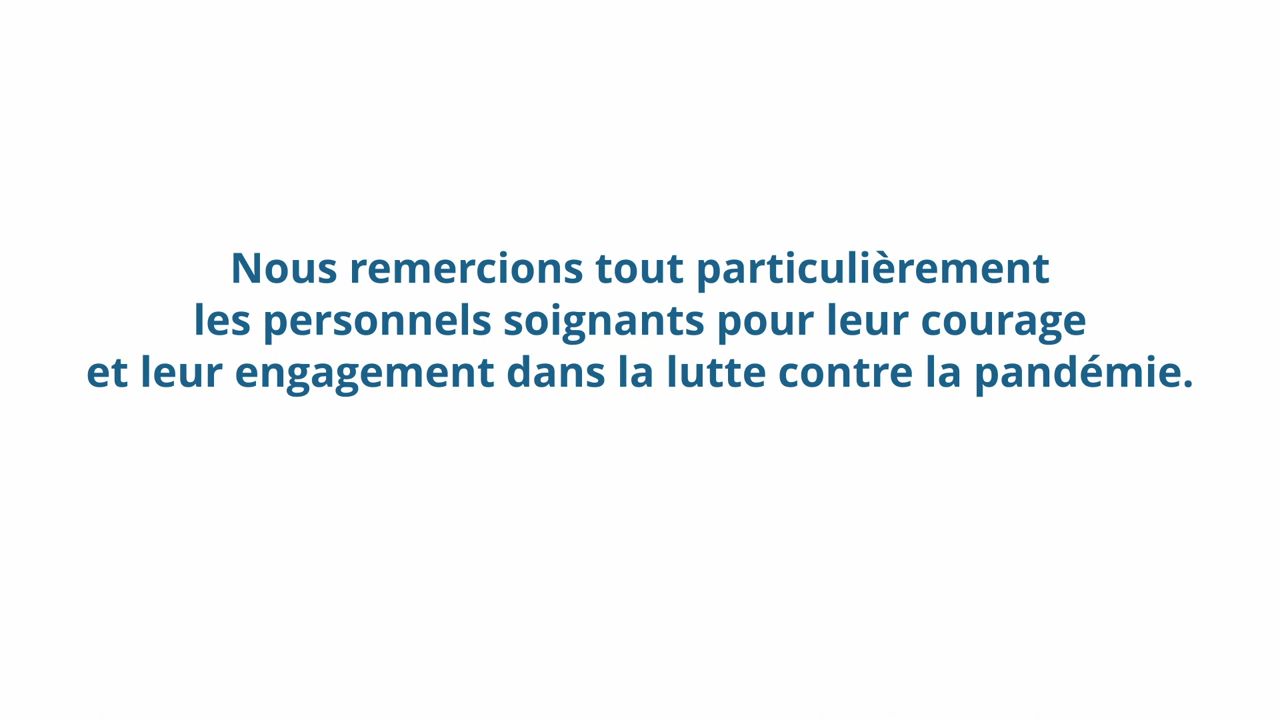 Nous remercions tout particulièrement
les personnels soignants pour leur courage
et leur engagement dans la lutte contre la pandémie.